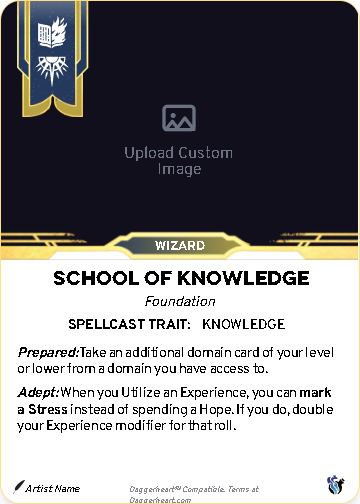 Upload Custom
Image
WIZARD
SCHOOL OF KNOWLEDGE
Foundation
SPELLCAST TRAIT: KNOWLEDGE
Prepared:Take an additional domain card of your level
or lower from a domain you have access to.
Adept:When you Utilize an Experience, you can mark
a Stress instead of spending a Hope. If you do, double
your Experience modifier for that roll.
Artist Name
Daggerheart℠ Compatible. Terms at
Daggerheart.com